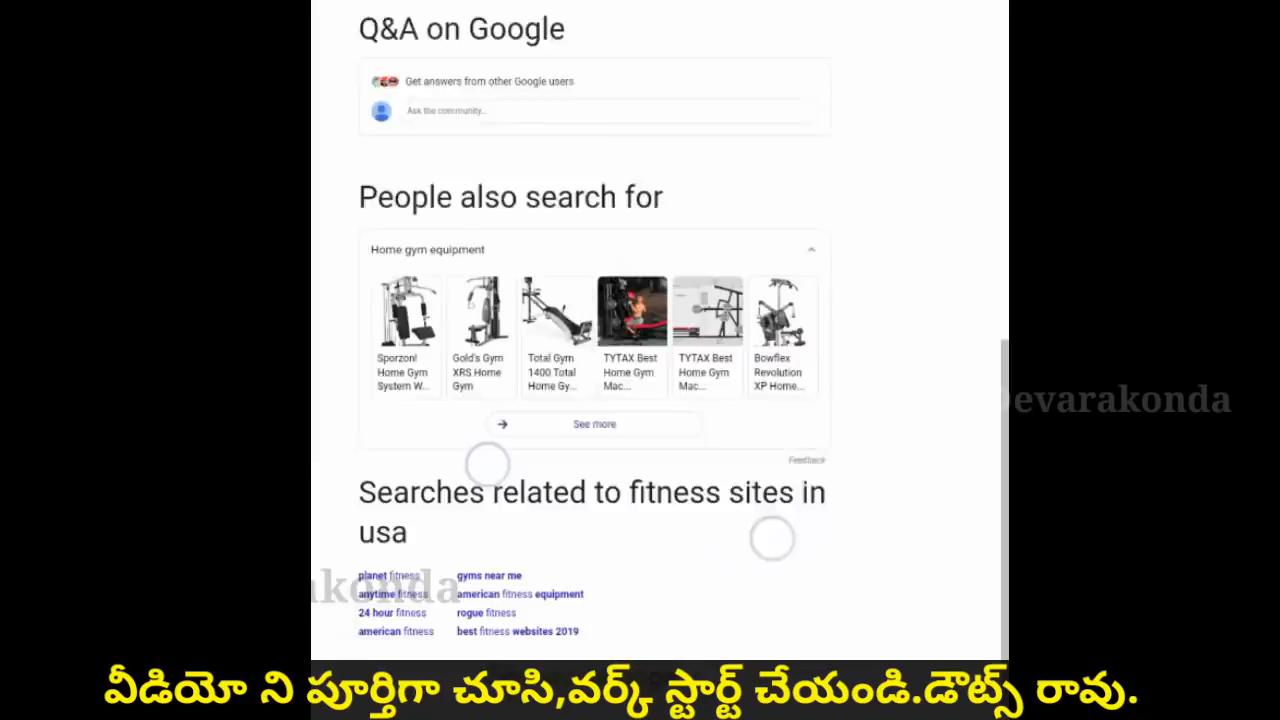 Q&A on Google
Get answers from other Google users
Ask the community...
People also search for
Home gym equipment
Sporzon! Home Gym System W...
Gold's Gym XRS Home Gym
Total Gym 1400 Total Home Gy...
TYTAX Best Home Gym Mac...
TYTAX Best Home Gym Mac...
Bowflex Revolution XP Home...
See more
Feedback
evarakonda
Searches related to fitness sites in
usa
planet fitness
gyms near me
akonda
anytime fitness
american fitness equipment
24 hour fitness
rogue fitness
american fitness
best fitness websites 2019
వీడియో ని పూర్తిగా చూసి,వర్క్ స్టార్ట్ చేయండి.డౌట్స్ రావు.